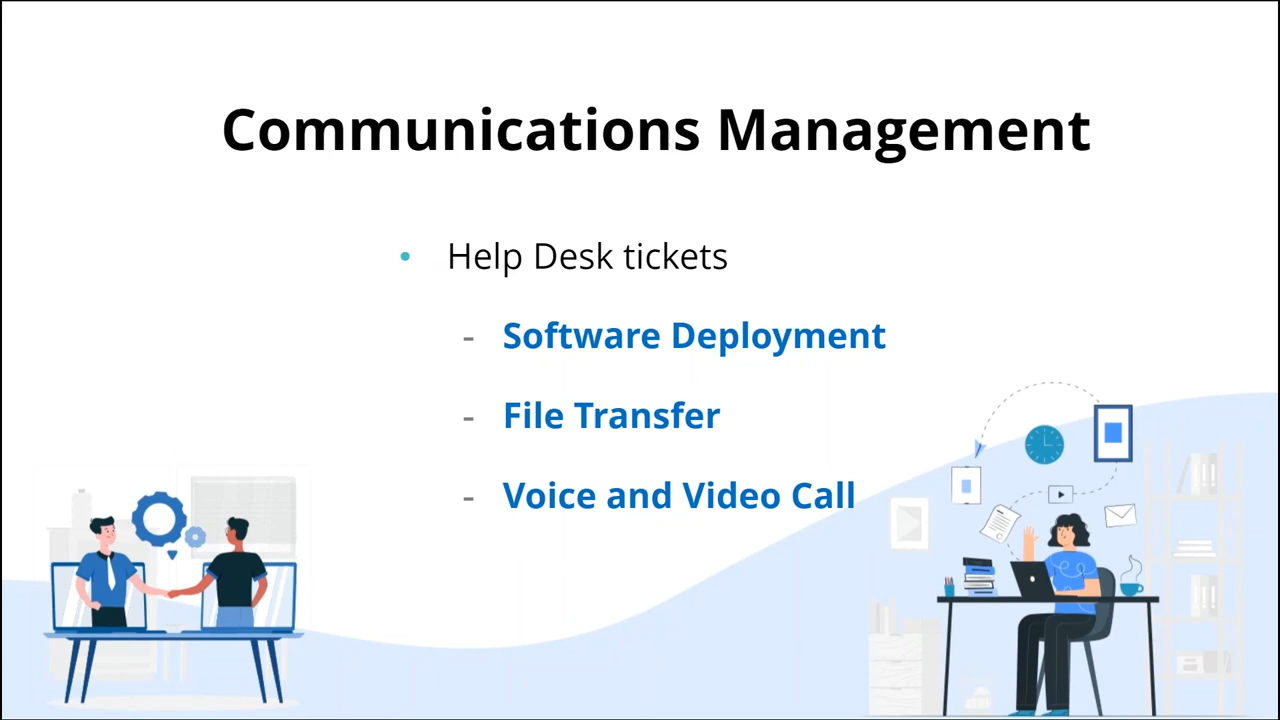 Communications Management
• Help Desk tickets
- Software Deployment
- File Transfer
- Voice and Video Call